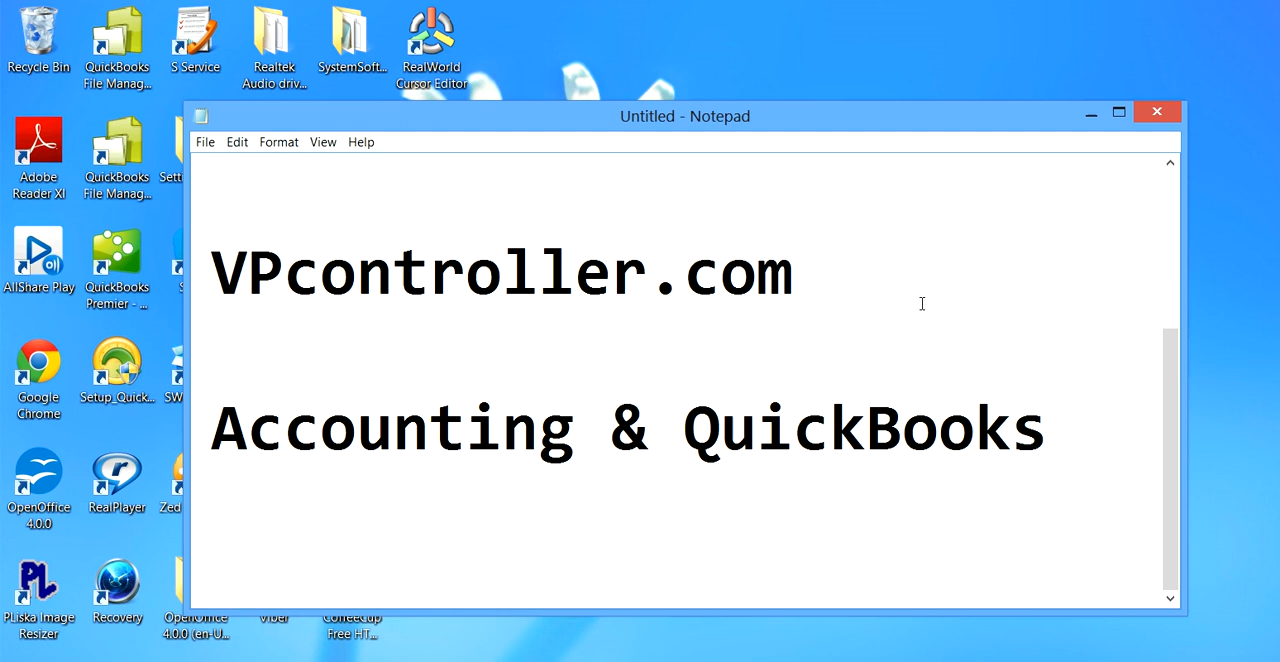 Recycle Bin
QuickBooks File Manag...
S Service
Realtek Audio driv...
SystemSoft...
RealWorld Cursor Editor
Untitled - Notepad
File Edit Format View Help
Adobe Reader XI
QuickBooks File Manag...
VPcontroller.com
AllShare Play
QuickBooks Premier - ...
Google Chrome
Setup_Quick...
SW
Accounting & QuickBooks
OpenOffice 4.0.0
RealPlayer
Zed
PLiska Image Resizer
Recovery
OpenOffice 4.0.0 (en-U...
Viber
CoffeeCup Free HT...